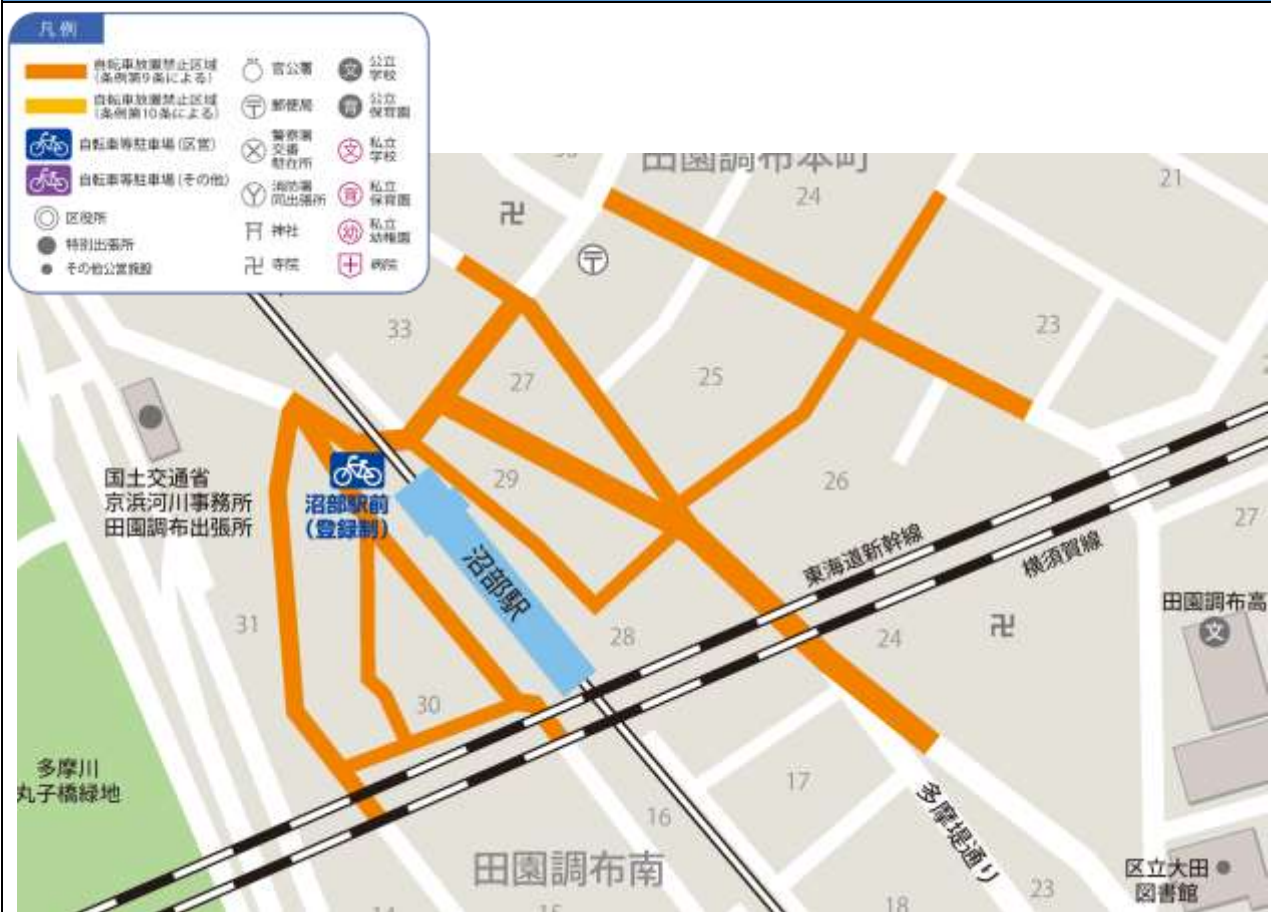 凡例
自転車放置禁止区域
(条例第9条による)
自転車放置禁止区域
(条例第10条による)
自転車等駐車場(区営)
自転車等駐車場(その他)
区役所
特別出張所
その他公営施設
官公署
郵便局
警察署
交番
駐在所
消防署
同出張所
神社
寺院
文
公立
学校
育
公立
保育園
文
私立
学校
育
私立
保育園
幼
私立
幼稚園
病院
田園調布本町
24
21
33
27
25
23
国土交通省
京浜河川事務所
田園調布出張所
沼部駅前
(登録制)
29
26
27
沼部駅
東海道新幹線
横須賀線
田園調布高
文
31
28
24
30
多摩川
丸子橋緑地
17
16
多摩堤通り
田園調布南
区立大田
図書館
23
18